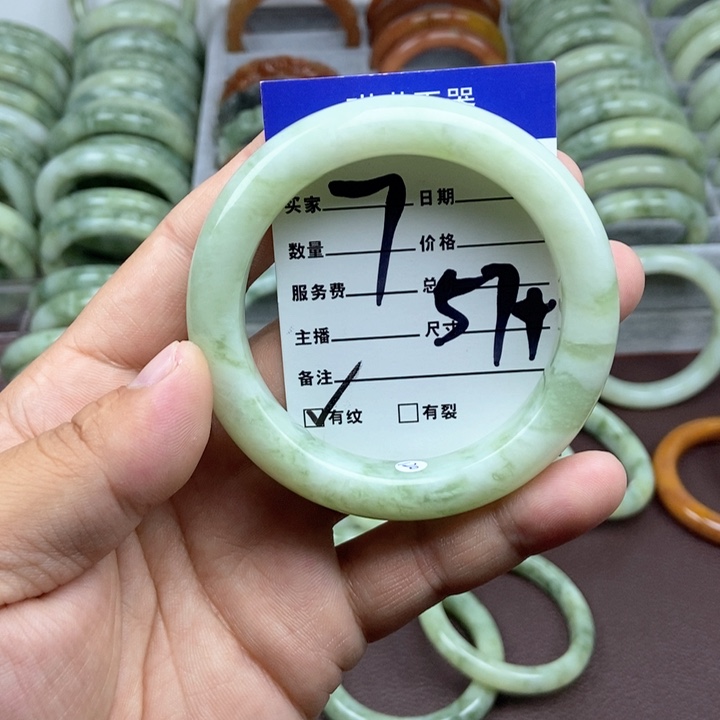 买家 7 日期
数量 价格
服务费 总
主播 尺寸 57+
备注
☑有纹 □有裂